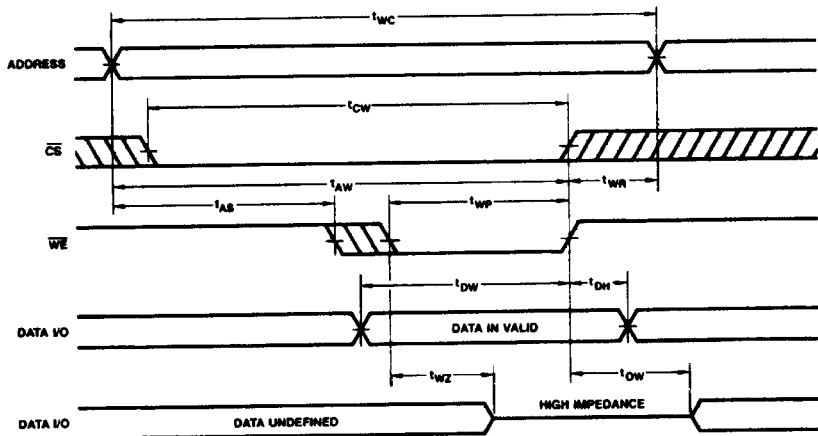 tWC
ADDRESS
tCW
CS
tAW
tWR
tAS
tWP
WE
tDW
tDH
DATA I/O
DATA IN VALID
tWZ
tOW
HIGH IMPEDANCE
DATA I/O
DATA UNDEFINED